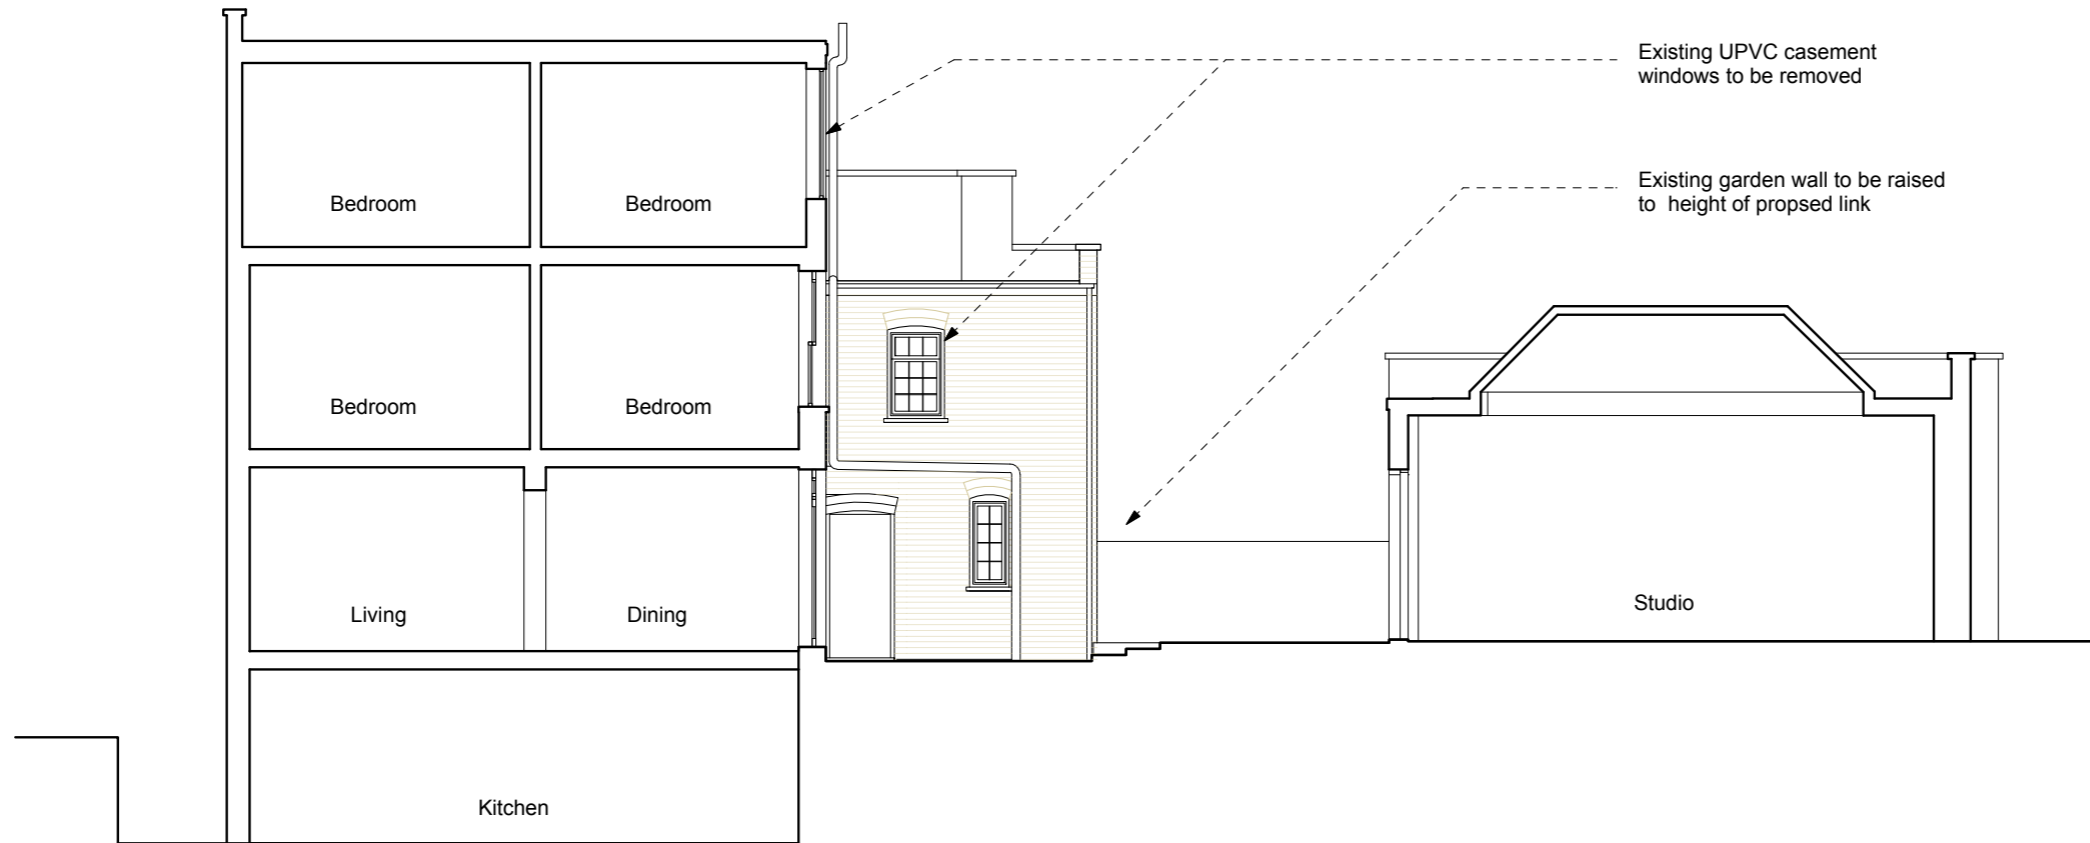 Existing UPVC casement
windows to be removed
Existing garden wall to be raised
to  height of propsed link
Bedroom
Bedroom
Bedroom
Bedroom
Living
Dining
Studio
Kitchen